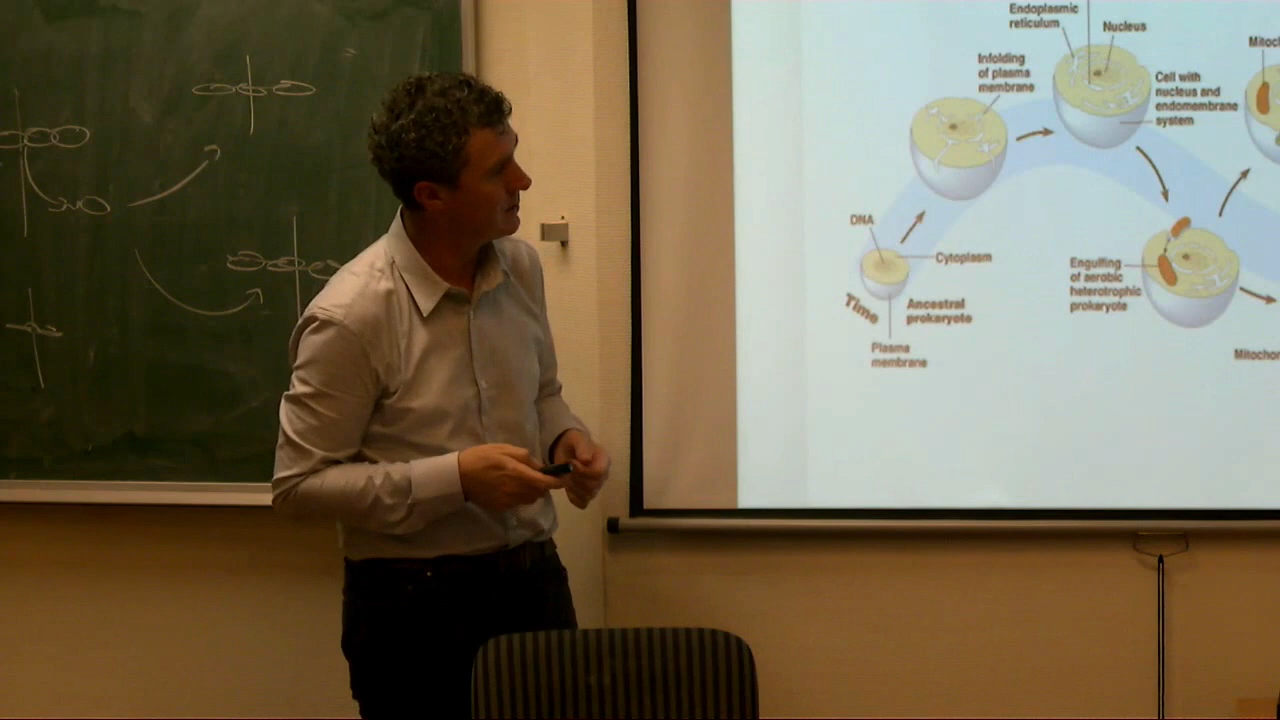 Endoplasmic
reticulum
Nucleus
Infolding
of plasma
membrane
Cell with
nucleus and
endomembrane
system
DNA
Cytoplasm
Engulfing
of aerobic
heterotrophic
prokaryote
Time
Ancestral
prokaryote
Plasma
membrane